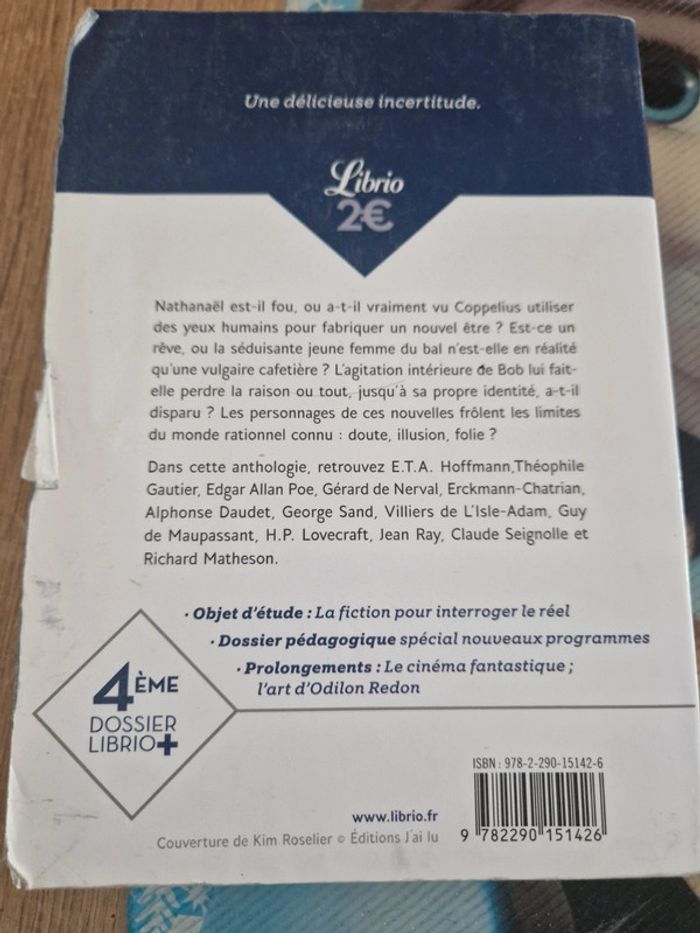 Une délicieuse incertitude.
Librio
2€
Nathanaël est-il fou, ou a-t-il vraiment vu Coppelius utiliser
des yeux humains pour fabriquer un nouvel être ? Est-ce un
rêve, ou la séduisante jeune femme du bal n'est-elle en réalité
qu'une vulgaire cafetière ? L'agitation intérieure de Bob lui fait-
elle perdre la raison ou tout, jusqu'à sa propre identité, a-t-il
disparu ? Les personnages de ces nouvelles frôlent les limites
du monde rationnel connu : doute, illusion, folie ?
Dans cette anthologie, retrouvez E.T.A. Hoffmann,Théophile
Gautier, Edgar Allan Poe, Gérard de Nerval, Erckmann-Chatrian,
Alphonse Daudet, George Sand, Villiers de L'Isle-Adam, Guy
de Maupassant, H.P. Lovecraft, Jean Ray, Claude Seignolle et
Richard Matheson.
· Objet d'étude : La fiction pour interroger le réel
· Dossier pédagogique spécial nouveaux programmes
· Prolongements : Le cinéma fantastique ;
l'art d'Odilon Redon
4ÈME
DOSSIER
LIBRIO+
ISBN : 978-2-290-15142-6
www.librio.fr
Couverture de Kim Roselier © Éditions J'ai lu
9 782290 151426